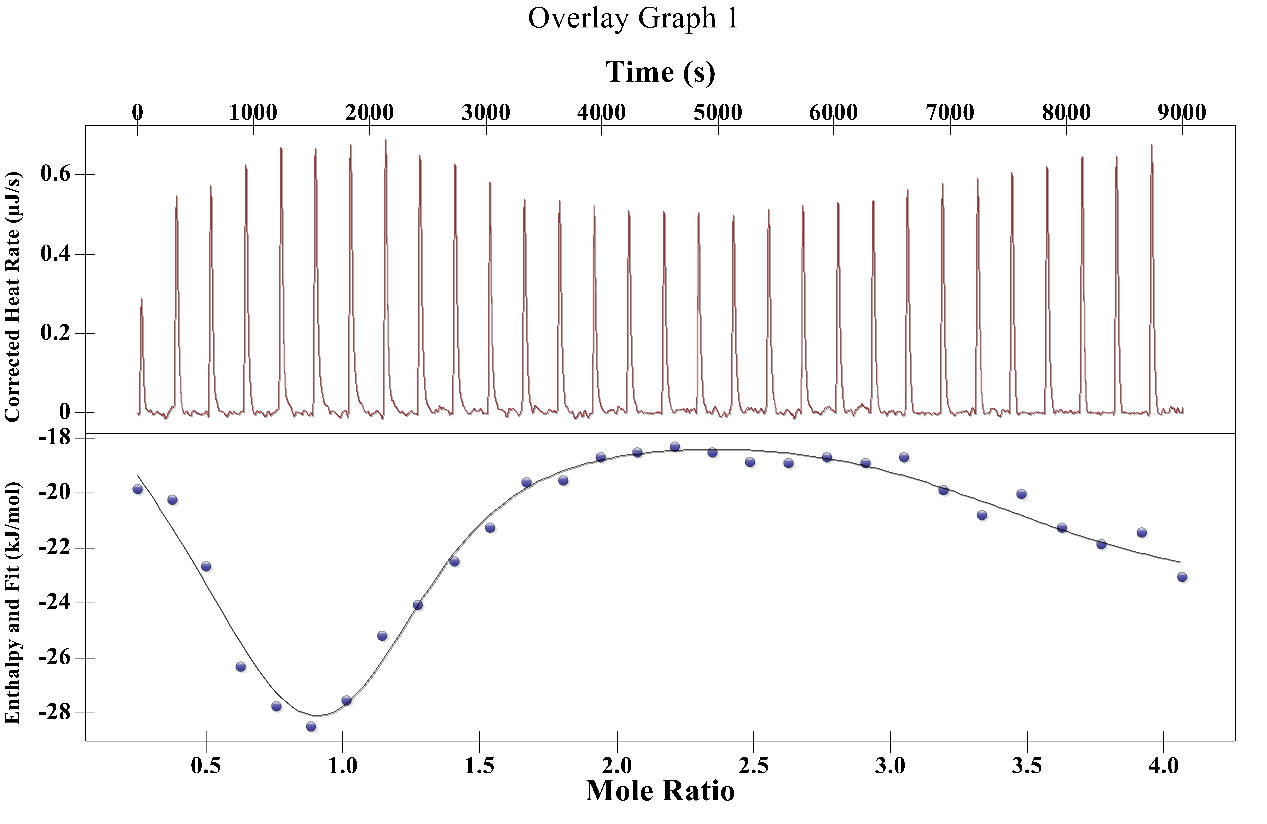 Overlay Graph 1
Time (s)
0 1000 2000 3000 4000 5000 6000 7000 8000 9000
Corrected Heat Rate (µJ/s)
0.6
0.4
0.2
0
Enthalpy and Fit (kJ/mol)
-18
-20
-22
-24
-26
-28
0.5 1.0 1.5 2.0 2.5 3.0 3.5 4.0
Mole Ratio